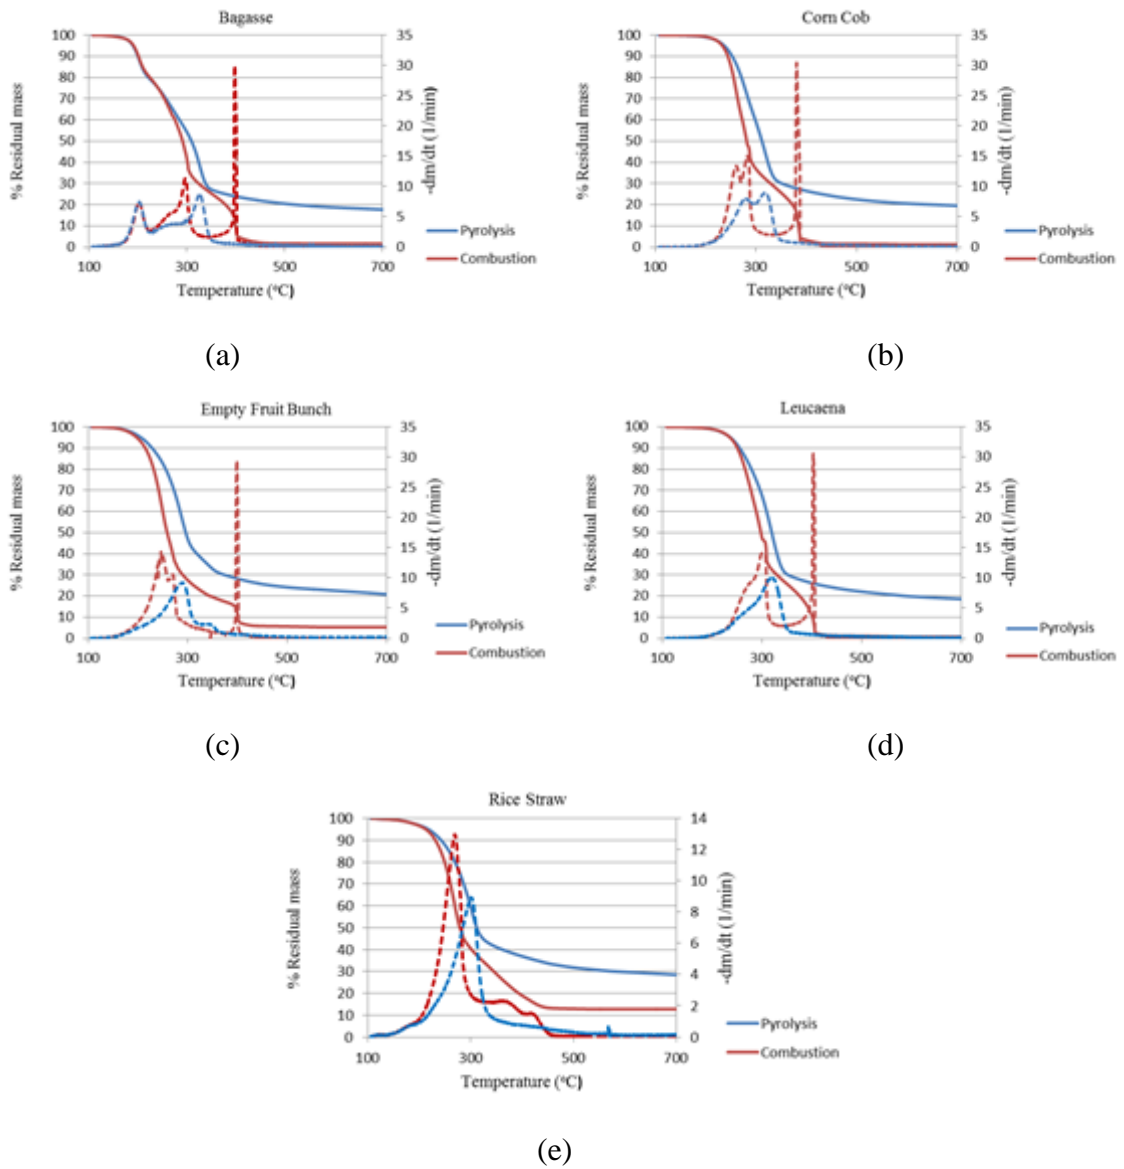 Bagasse
100
90
80
70
60
50
40
30
20
10
0
% Residual mass
35
30
25
20
15
10
5
0
-dm/dt (1/min)
100 300 500 700
Temperature (°C)
Pyrolysis
Combustion
(a)
Corn Cob
100
90
80
70
60
50
40
30
20
10
0
% Residual mass
35
30
25
20
15
10
5
0
-dm/dt (1/min)
100 300 500 700
Temperature (°C)
Pyrolysis
Combustion
(b)
Empty Fruit Bunch
100
90
80
70
60
50
40
30
20
10
0
% Residual mass
35
30
25
20
15
10
5
0
-dm/dt (1/min)
100 300 500 700
Temperature (°C)
Pyrolysis
Combustion
(c)
Leucaena
100
90
80
70
60
50
40
30
20
10
0
% Residual mass
35
30
25
20
15
10
5
0
-dm/dt (1/min)
100 300 500 700
Temperature (°C)
Pyrolysis
Combustion
(d)
Rice Straw
100
90
80
70
60
50
40
30
20
10
0
% Residual mass
14
12
10
8
6
4
2
0
-dm/dt (1/min)
100 300 500 700
Temperature (°C)
Pyrolysis
Combustion
(e)